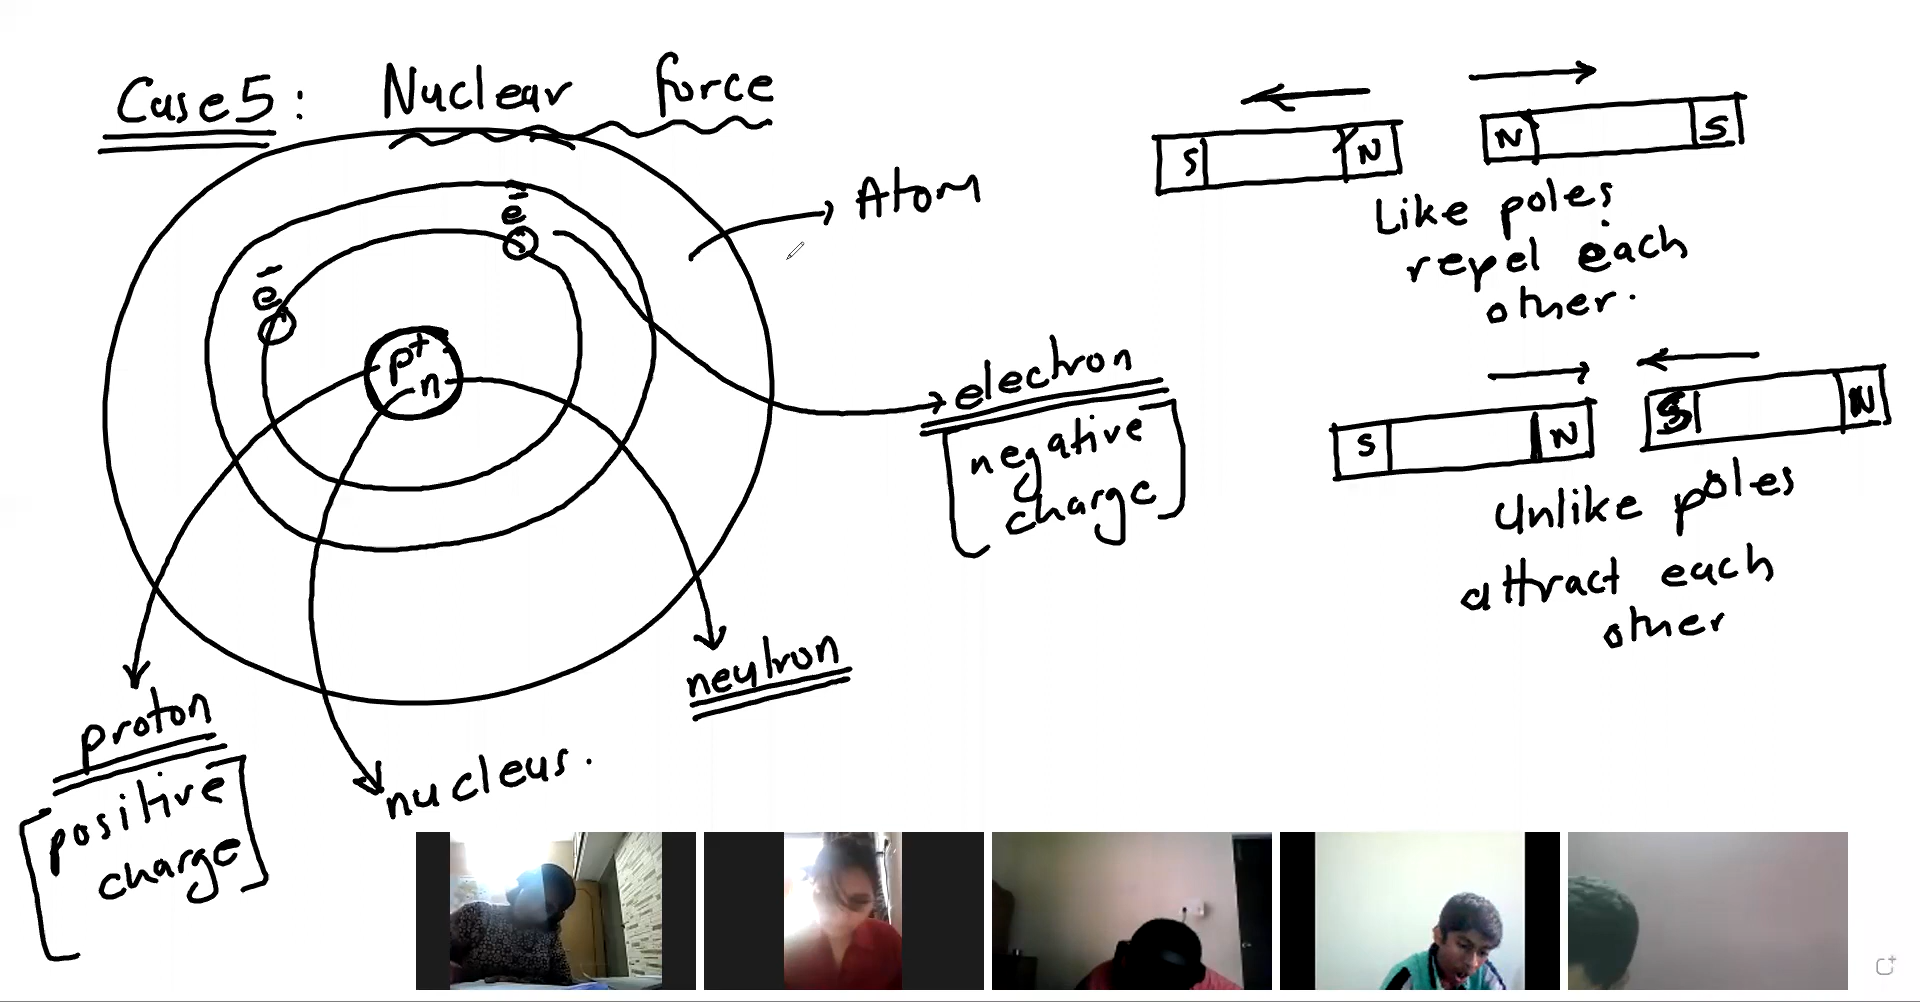 Case 5: Nuclear force
e-
e-
p+
n
Atom
electron
negative
charge
neutron
nucleus.
proton
positive
charge
S N N S
Like poles
repel each
other.
S N S N
Unlike poles
attract each
other